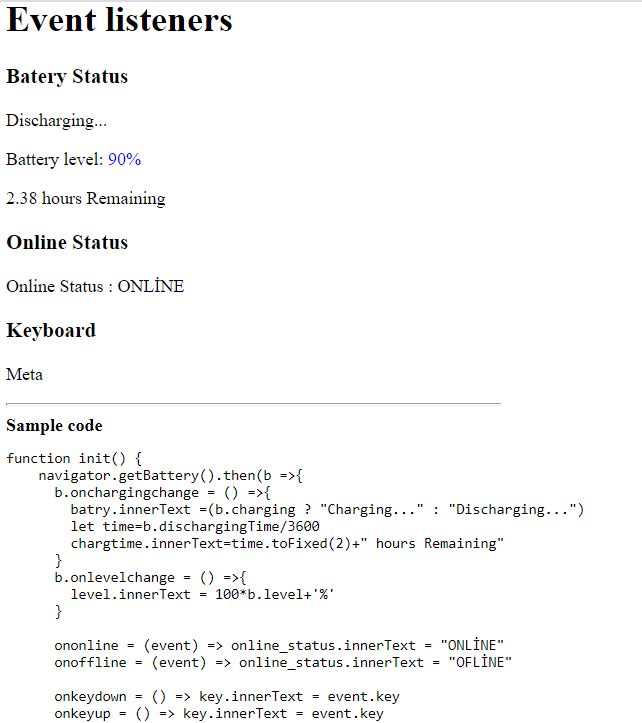 Event listeners
Batery Status
Discharging...
Battery level: 90%
2.38 hours Remaining
Online Status
Online Status : ONLİNE
Keyboard
Meta
Sample code
function init() {
    navigator.getBattery().then(b =>{
      b.onchargingchange = () =>{
        batry.innerText =(b.charging ? "Charging..." : "Discharging...")
        let time=b.dischargingTime/3600
        chargtime.innerText=time.toFixed(2)+" hours Remaining"
      }
      b.onlevelchange = () =>{
        level.innerText = 100*b.level+'%'
      }
      ononline = (event) => online_status.innerText = "ONLİNE"
      onoffline = (event) => online_status.innerText = "OFLİNE"
      onkeydown = () => key.innerText = event.key
      onkeyup = () => key.innerText = event.key